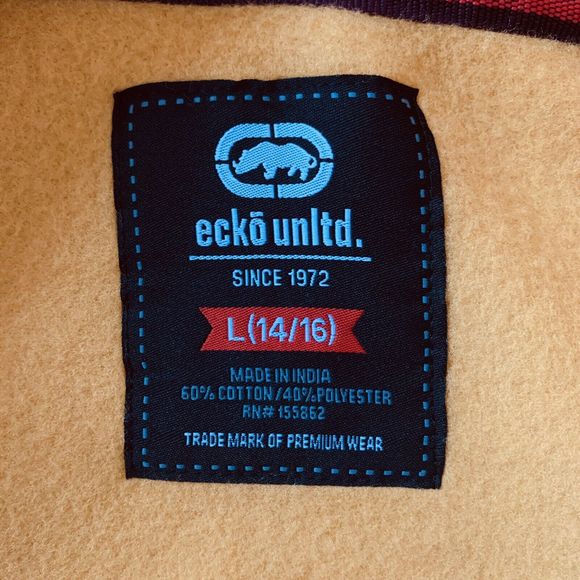 eckō unltd.
SINCE 1972
L(14/16)
MADE IN INDIA
60% COTTON/40%POLYESTER
RN# 155862
TRADE MARK OF PREMIUM WEAR